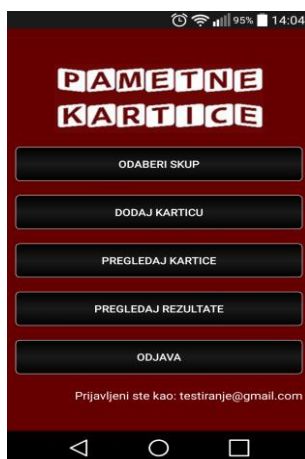 95% 14:04
PAMETNE
KARTICE
ODABERI SKUP
DODAJ KARTICU
PREGLEDAJ KARTICE
PREGLEDAJ REZULTATE
ODJAVA
Prijavljeni ste kao: testiranje@gmail.com